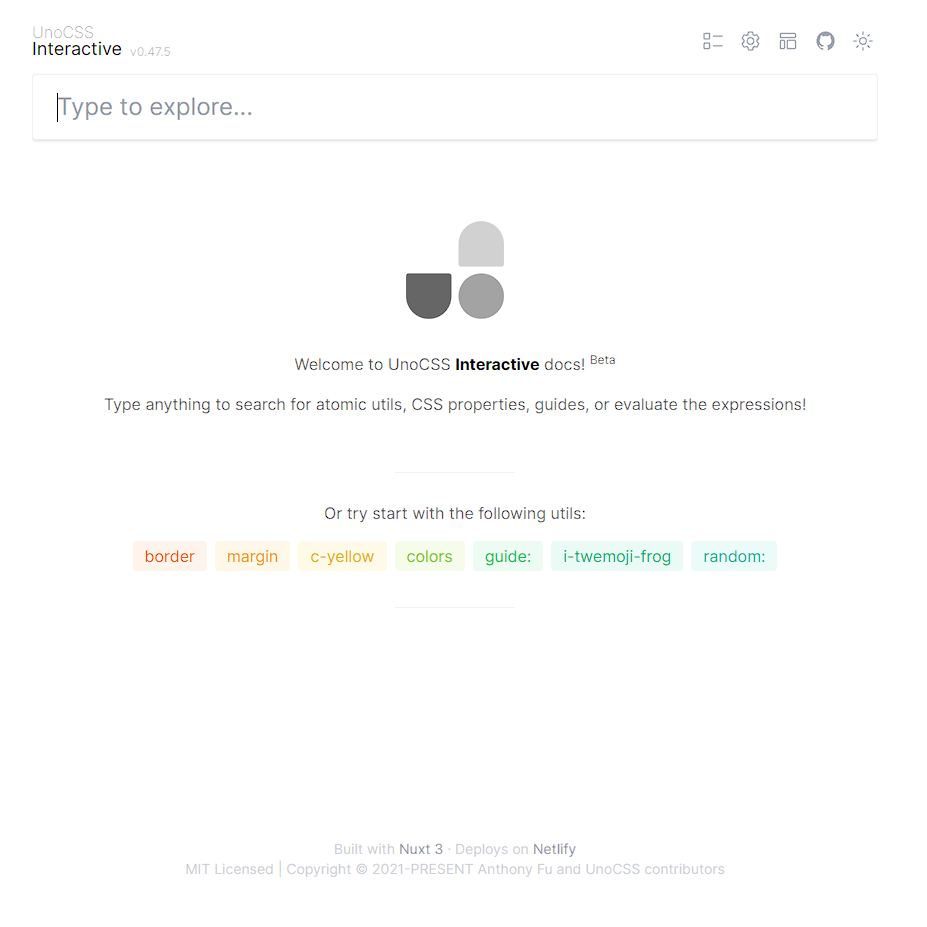 UnoCSS
Interactive v0.47.5
Type to explore...
Welcome to UnoCSS Interactive docs! Beta
Type anything to search for atomic utils, CSS properties, guides, or evaluate the expressions!
Or try start with the following utils:
border margin c-yellow colors guide: i-twemoji-frog random:
Built with Nuxt 3 · Deploys on Netlify
MIT Licensed | Copyright © 2021-PRESENT Anthony Fu and UnoCSS contributors